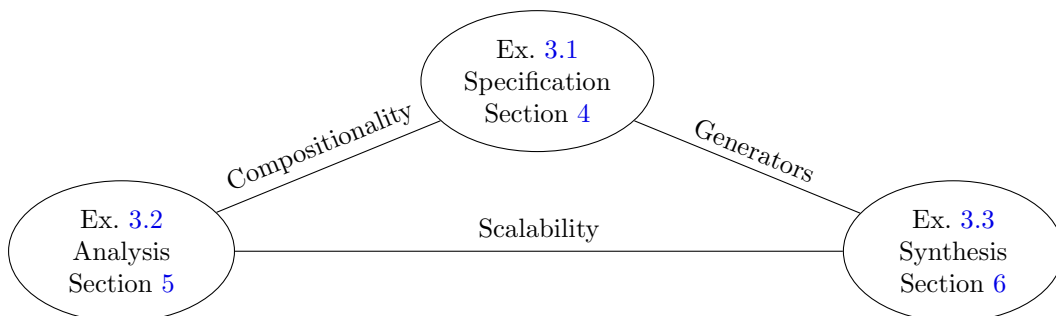 Ex. 3.1
Specification
Section 4
Compositionality
Generators
Ex. 3.2
Analysis
Section 5
Scalability
Ex. 3.3
Synthesis
Section 6